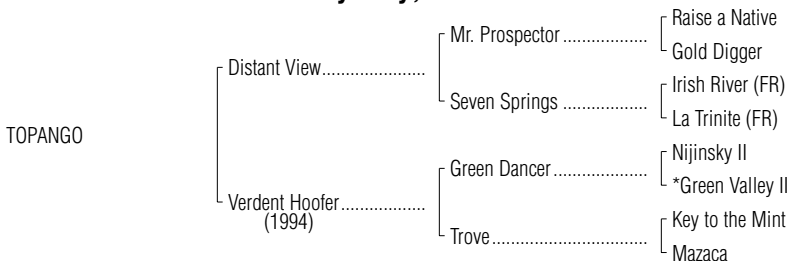 Raise a Native
Mr. Prospector ....................
Gold Digger
Distant View......................
Irish River (FR)
Seven Springs ....................
La Trinite (FR)
TOPANGO
Nijinsky II
Green Dancer ......................
*Green Valley II
Verdent Hoofer..................
(1994)
Key to the Mint
Trove.................................
Mazaca